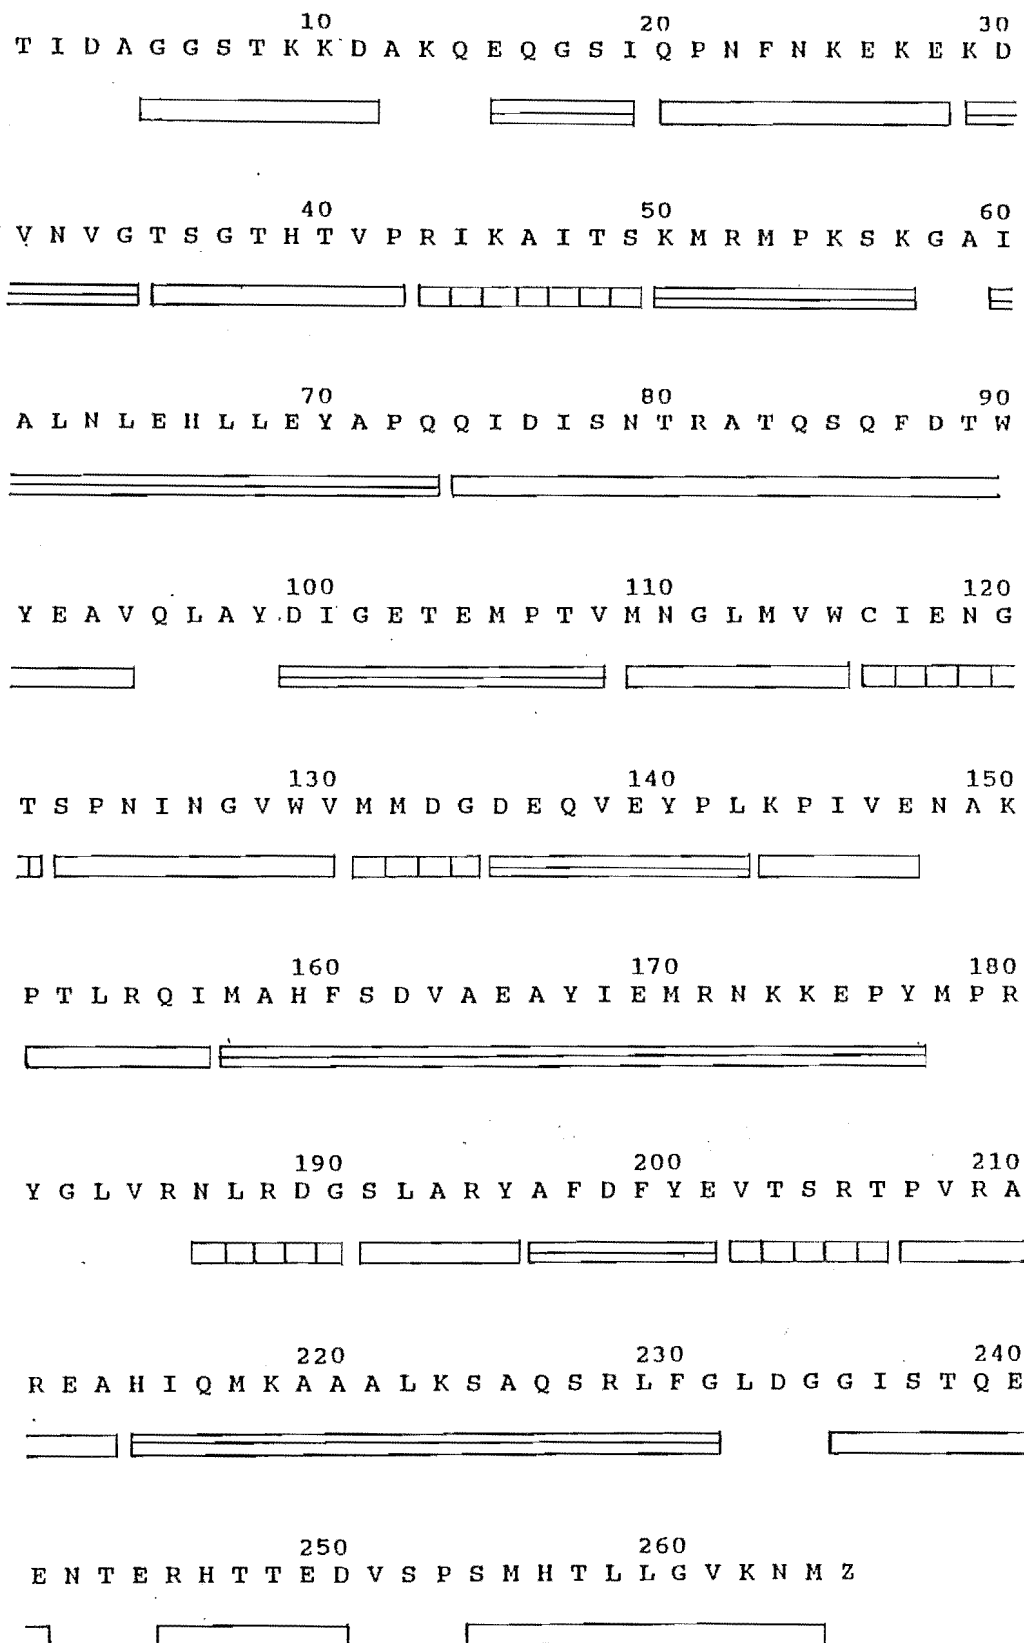 10 20 30
T I D A G G S T K K D A K Q E Q G S I Q P N F N K E K E K D
40 50 60
V N V G T S G T H T V P R I K A I T S K M R M P K S K G A I
70 80 90
A L N L E H L L E Y A P Q Q I D I S N T R A T Q S Q F D T W
100 110 120
Y E A V Q L A Y D I G E T E M P T V M N G L M V W C I E N G
130 140 150
T S P N I N G V W V M M D G D E Q V E Y P L K P I V E N A K
160 170 180
P T L R Q I M A H F S D V A E A Y I E M R N K K E P Y M P R
190 200 210
Y G L V R N L R D G S L A R Y A F D F Y E V T S R T P V R A
220 230 240
R E A H I Q M K A A A L K S A Q S R L F G L D G G I S T Q E
250 260
E N T E R H T T E D V S P S M H T L L G V K N M Z